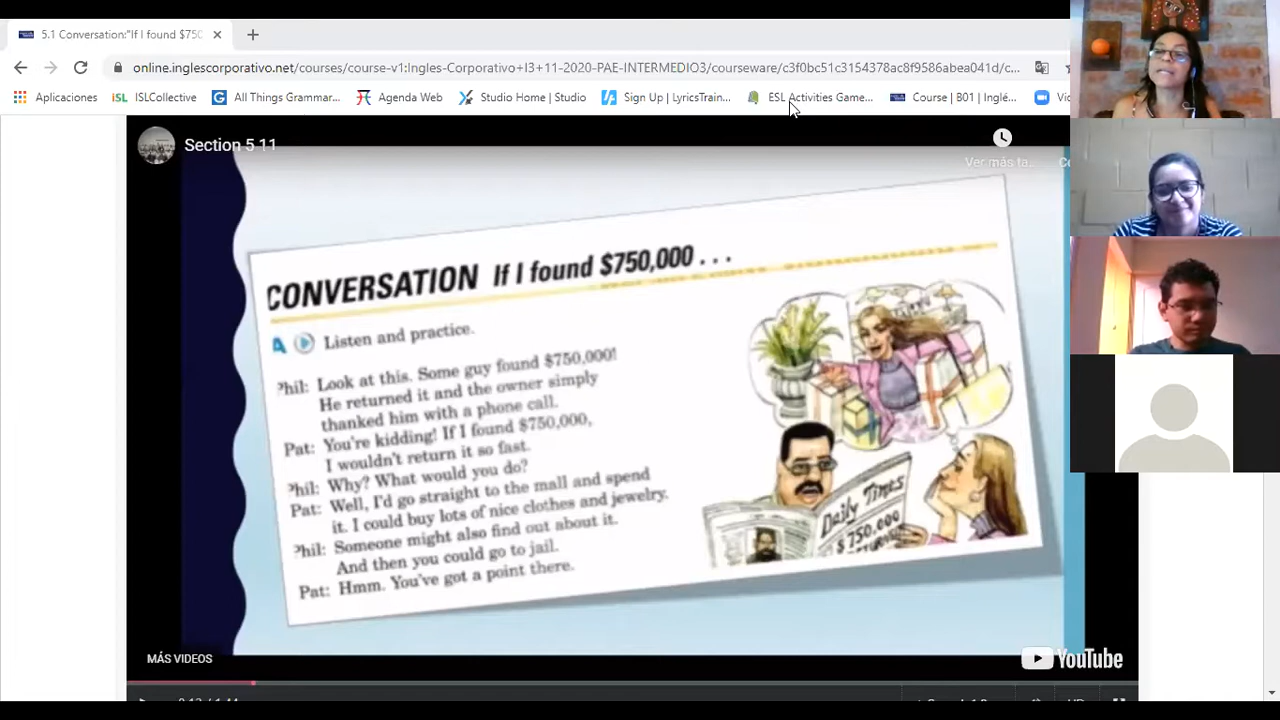 5.1 Conversation:"If I found $750
online.inglescorporativo.net/courses/course-v1:Ingles-Corporativo+I3+11-2020-PAE-INTERMEDIO3/courseware/c3f0bc51c3154378ac8f9586abea041d/c...
Aplicaciones ISLCollective All Things Grammar... Agenda Web Studio Home | Studio Sign Up | LyricsTrain... ESL Activities Game... Course | B01 | Inglé...
Section 5 11
Ver más ta...
CONVERSATION If I found $750,000 . . .
A Listen and practice.
Phil: Look at this. Some guy found $750,000!
He returned it and the owner simply
thanked him with a phone call.
Pat: You're kidding! If I found $750,000,
I wouldn't return it so fast.
Phil: Why? What would you do?
Pat: Well, I'd go straight to the mall and spend
it. I could buy lots of nice clothes and jewelry.
Phil: Someone might also find out about it.
And then you could go to jail.
Pat: Hmm. You've got a point there.
Daily Times
$750,000
MÁS VIDEOS
YouTube